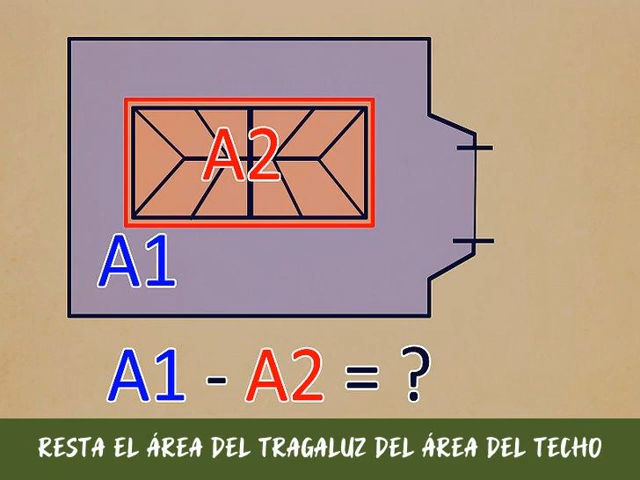 A2
A1
A1 - A2 = ?
RESTA EL ÁREA DEL TRAGALUZ DEL ÁREA DEL TECHO